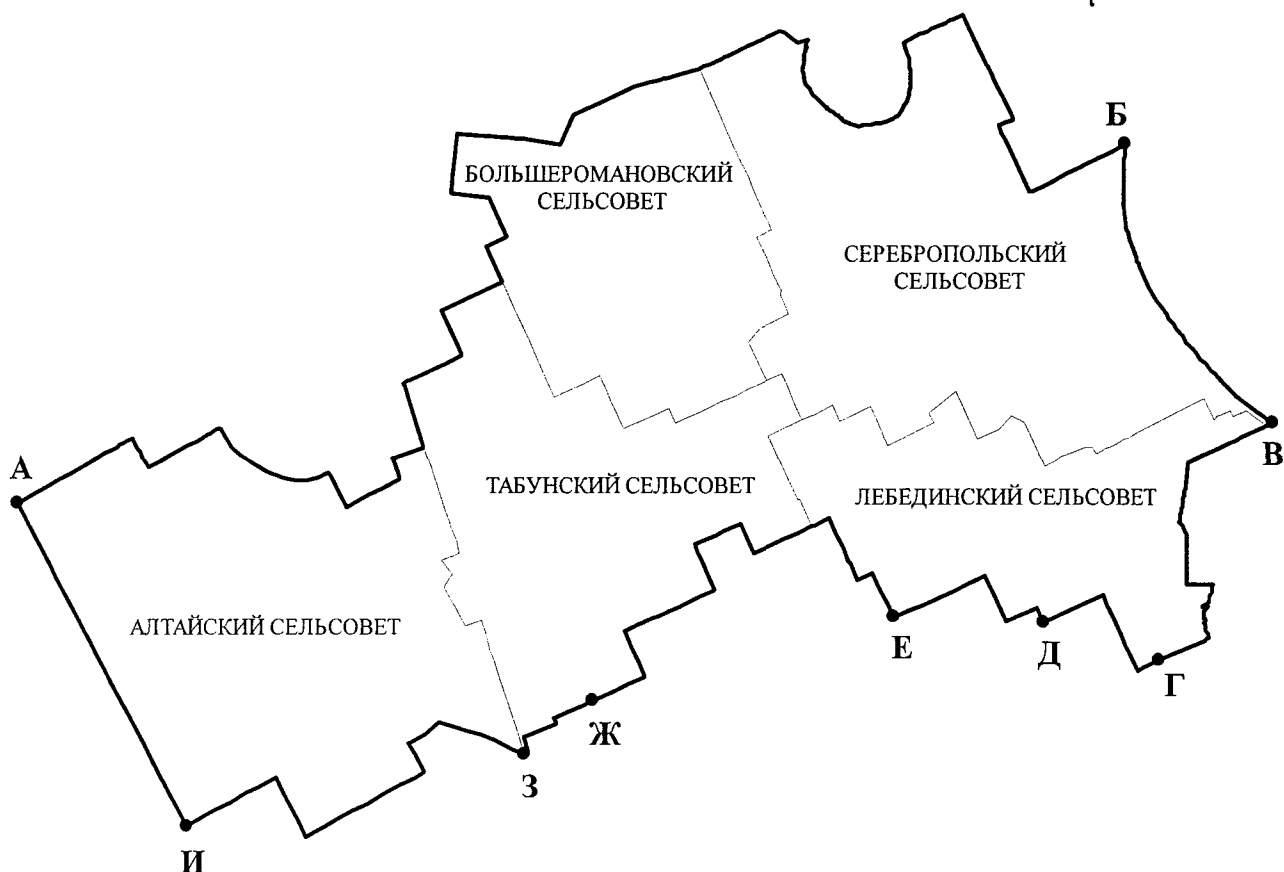 Б
БОЛЬШЕРОМАНОВСКИЙ
СЕЛЬСОВЕТ
СЕРЕБРОПОЛЬСКИЙ
СЕЛЬСОВЕТ
А
В
ТАБУНСКИЙ СЕЛЬСОВЕТ
ЛЕБЕДИНСКИЙ СЕЛЬСОВЕТ
АЛТАЙСКИЙ СЕЛЬСОВЕТ
Е
Д
Г
Ж
З
И